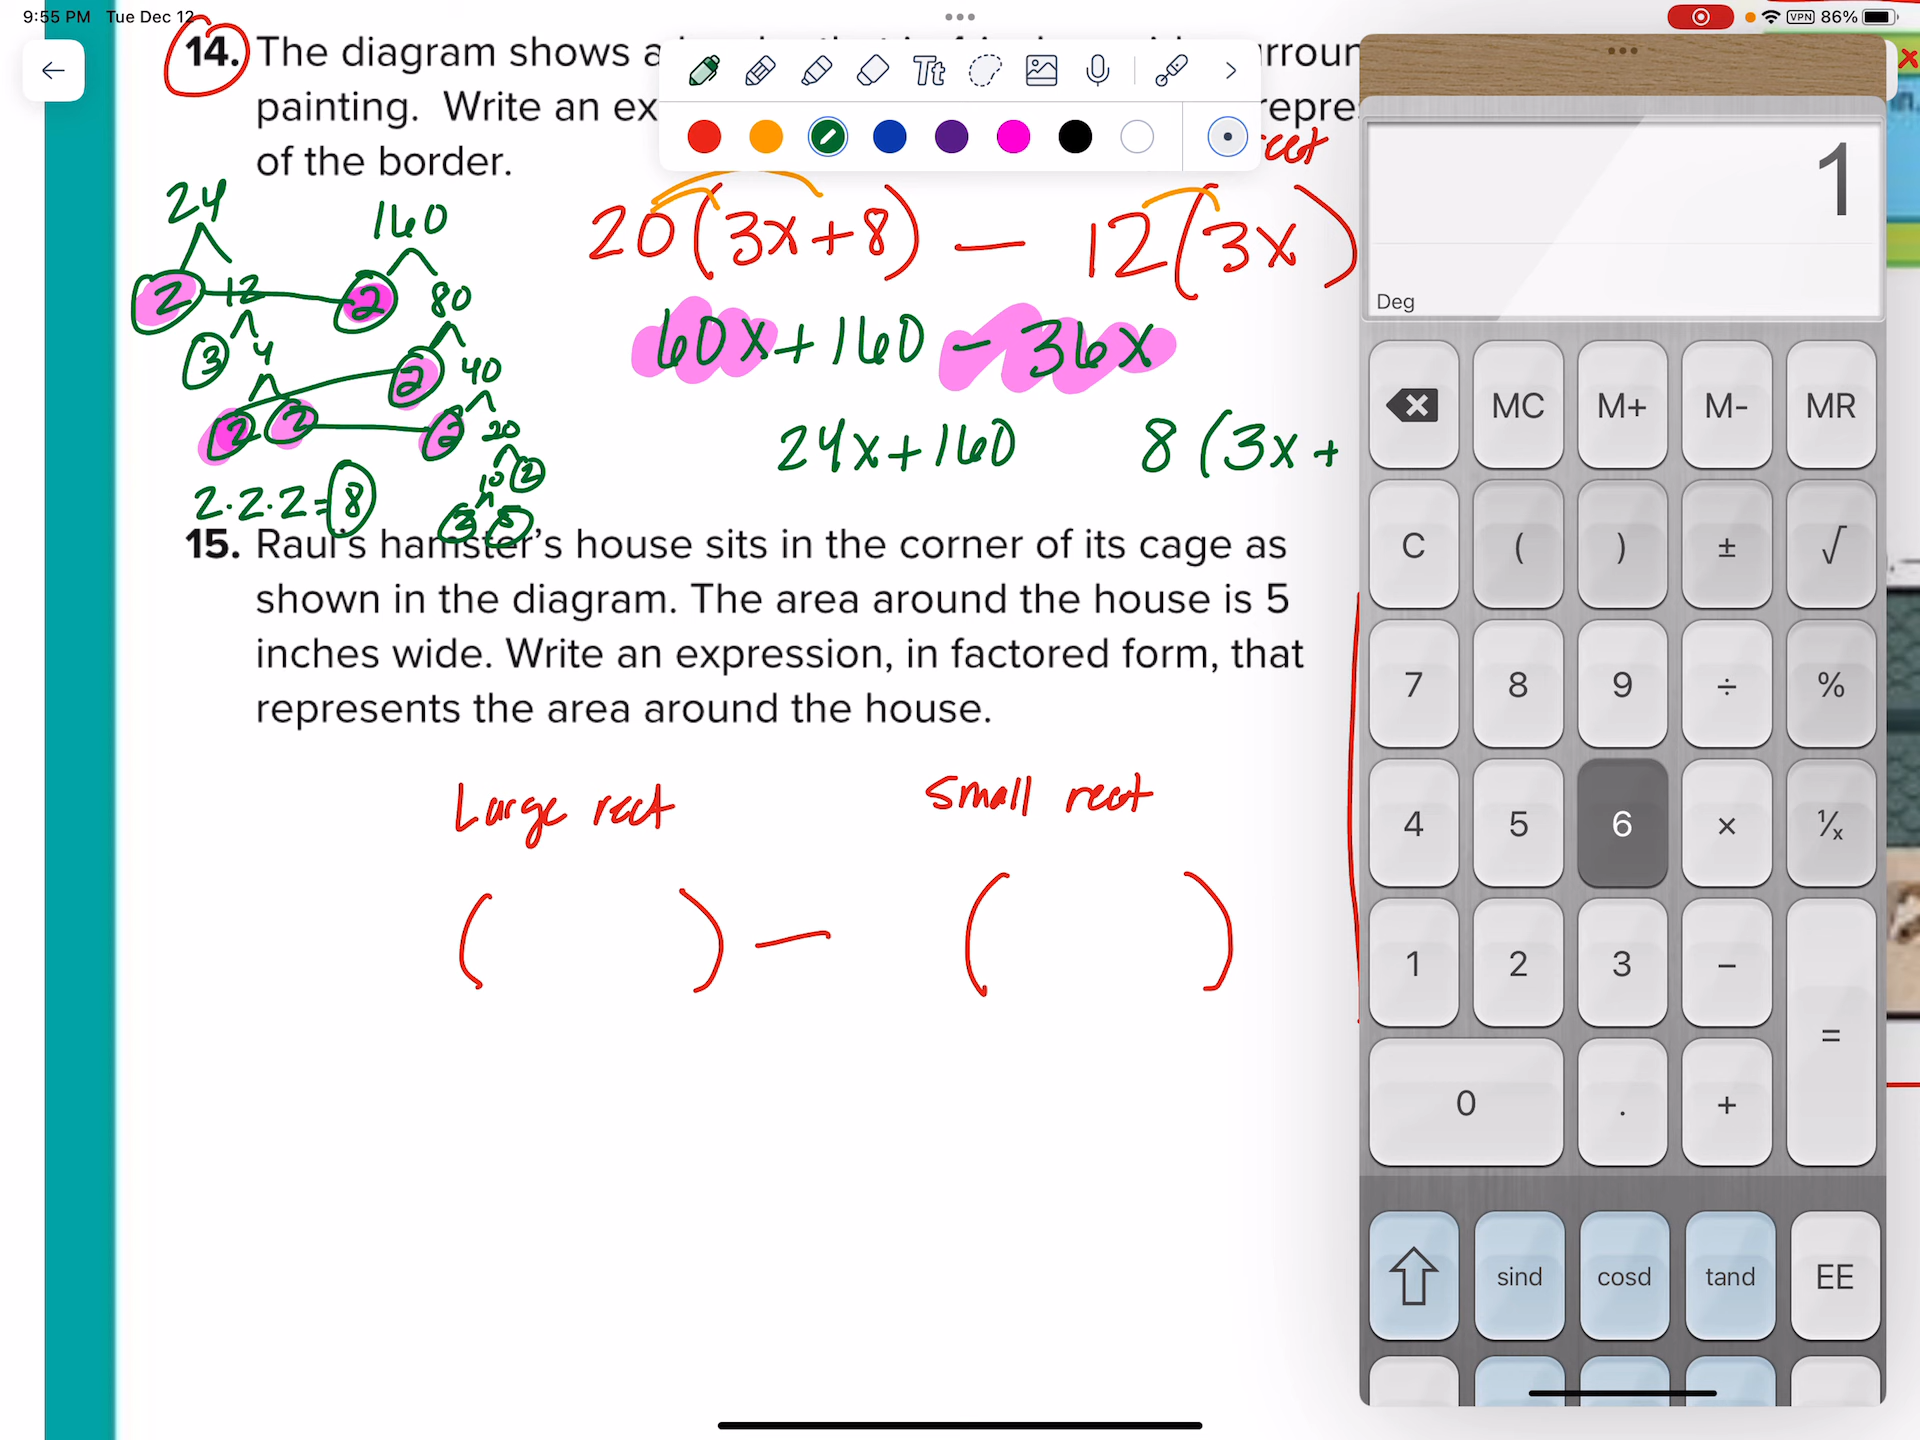 9:55 PM Tue Dec 12
VPN 86%
14. The diagram shows a
painting. Write an ex
of the border.
Tt
rect
24
160
20(3x+8) — 12(3x)
2 12 2 80
60x+160 - 36x
3 4
2 40
2 2 2 20
24x+160 8(3x+
10 2
2·2·2=8
2 5
15. Raul's hamster's house sits in the corner of its cage as
shown in the diagram. The area around the house is 5
inches wide. Write an expression, in factored form, that
represents the area around the house.
Large rect Small rect
( ) — ( )
1
Deg
MC M+ M- MR
C ( ) ± √
7 8 9 ÷ %
4 5 6 × 1/x
1 2 3 −
=
0 . +
sind cosd tand EE